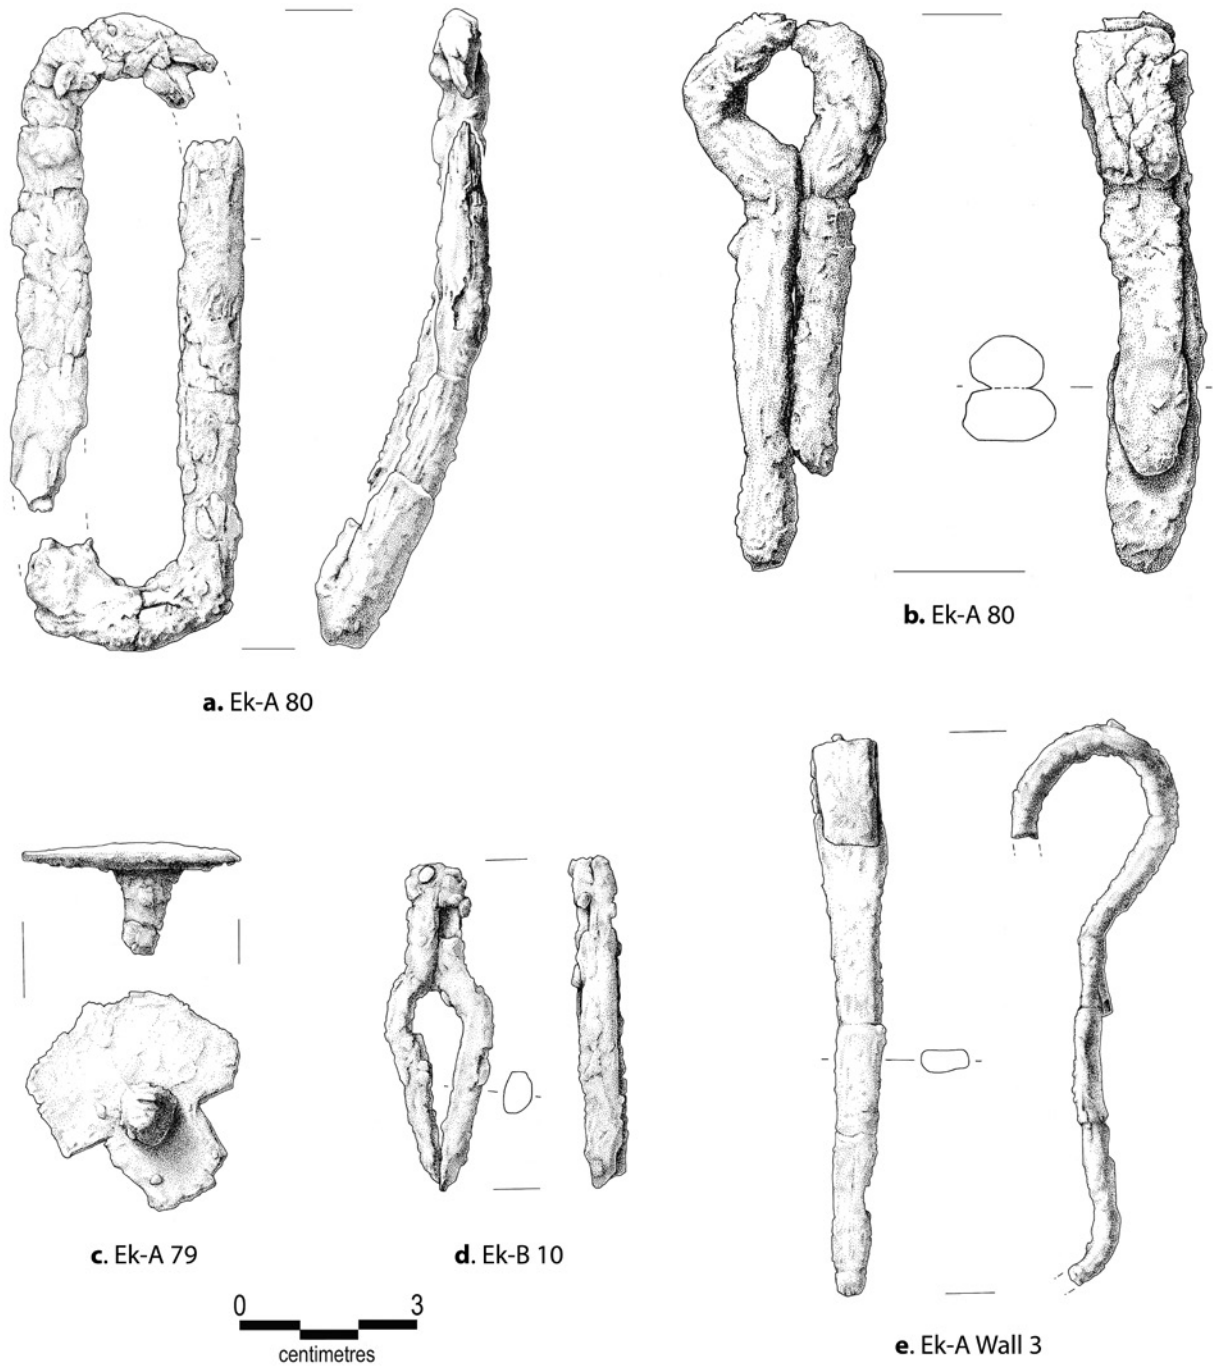 a. Ek-A 80
b. Ek-A 80
c. Ek-A 79
d. Ek-B 10
0 3
centimetres
e. Ek-A Wall 3